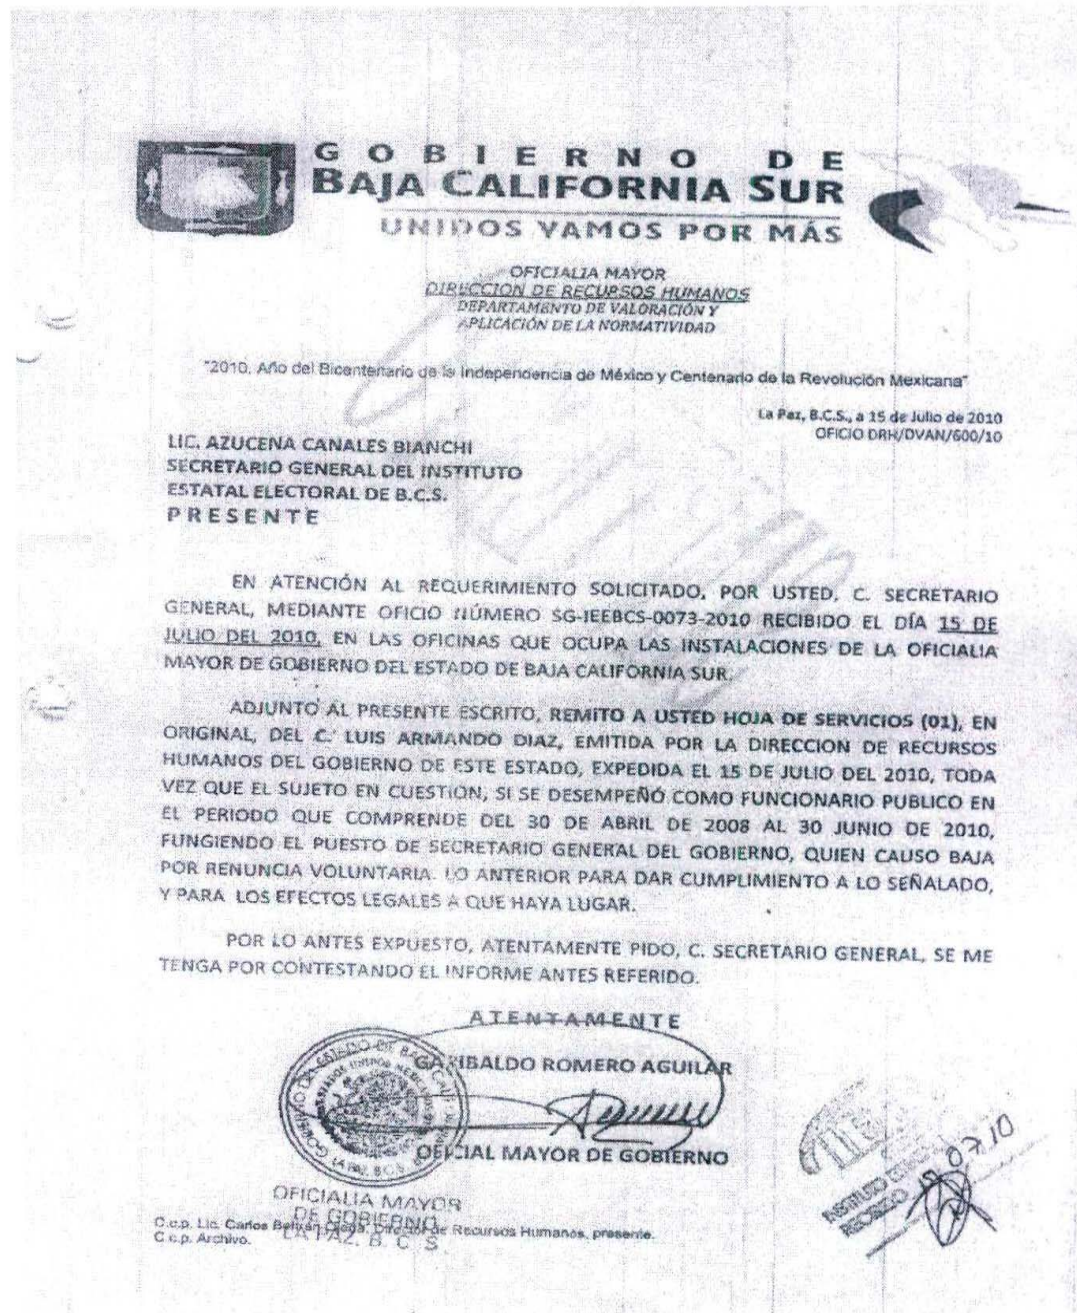 GOBIERNO DE
BAJA CALIFORNIA SUR
UNIDOS VAMOS POR MÁS
OFICIALIA MAYOR
DIRECCION DE RECURSOS HUMANOS
DEPARTAMENTO DE VALORACIÓN Y
APLICACIÓN DE LA NORMATIVIDAD
"2010. Año del Bicentenario de la Independencia de México y Centenario de la Revolución Mexicana"
La Paz, B.C.S., a 15 de Julio de 2010
OFICIO DRH/DVAN/600/10
LIC. AZUCENA CANALES BIANCHI
SECRETARIO GENERAL DEL INSTITUTO
ESTATAL ELECTORAL DE B.C.S.
PRESENTE
EN ATENCIÓN AL REQUERIMIENTO SOLICITADO, POR USTED, C. SECRETARIO
GENERAL, MEDIANTE OFICIO NÚMERO SG-IEEBCS-0073-2010 RECIBIDO EL DÍA 15 DE
JULIO DEL 2010, EN LAS OFICINAS QUE OCUPA LAS INSTALACIONES DE LA OFICIALIA
MAYOR DE GOBIERNO DEL ESTADO DE BAJA CALIFORNIA SUR.
ADJUNTO AL PRESENTE ESCRITO, REMITO A USTED HOJA DE SERVICIOS (01), EN
ORIGINAL, DEL C. LUIS ARMANDO DIAZ, EMITIDA POR LA DIRECCION DE RECURSOS
HUMANOS DEL GOBIERNO DE ESTE ESTADO, EXPEDIDA EL 15 DE JULIO DEL 2010, TODA
VEZ QUE EL SUJETO EN CUESTION, SI SE DESEMPEÑÓ COMO FUNCIONARIO PUBLICO EN
EL PERIODO QUE COMPRENDE DEL 30 DE ABRIL DE 2008 AL 30 JUNIO DE 2010,
FUNGIENDO EL PUESTO DE SECRETARIO GENERAL DEL GOBIERNO, QUIEN CAUSO BAJA
POR RENUNCIA VOLUNTARIA. LO ANTERIOR PARA DAR CUMPLIMIENTO A LO SEÑALADO,
Y PARA LOS EFECTOS LEGALES A QUE HAYA LUGAR.
POR LO ANTES EXPUESTO, ATENTAMENTE PIDO, C. SECRETARIO GENERAL, SE ME
TENGA POR CONTESTANDO EL INFORME ANTES REFERIDO.
ATENTAMENTE
GARIBALDO ROMERO AGUILAR
OFICIAL MAYOR DE GOBIERNO
OFICIALIA MAYOR
DE GOBIERNO
LA PAZ, B. C. S.
C.c.p. Lic. Carlos Beltrán Ojeda, Director de Recursos Humanos, presente.
C.c.p. Archivo.